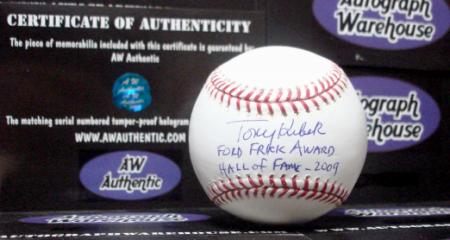 CERTIFICATE OF AUTHENTICITY
The piece of memorabilia included with this certificate is guaranteed
AW Authentic
The matching serial numbered tamper-proof hologram
WWW.AWAUTHENTIC.COM
AW
Authentic
Autograph
Warehouse
Autograph
Warehouse
Tony Kubek
FORD FRICK AWARD
HALL OF FAME - 2009